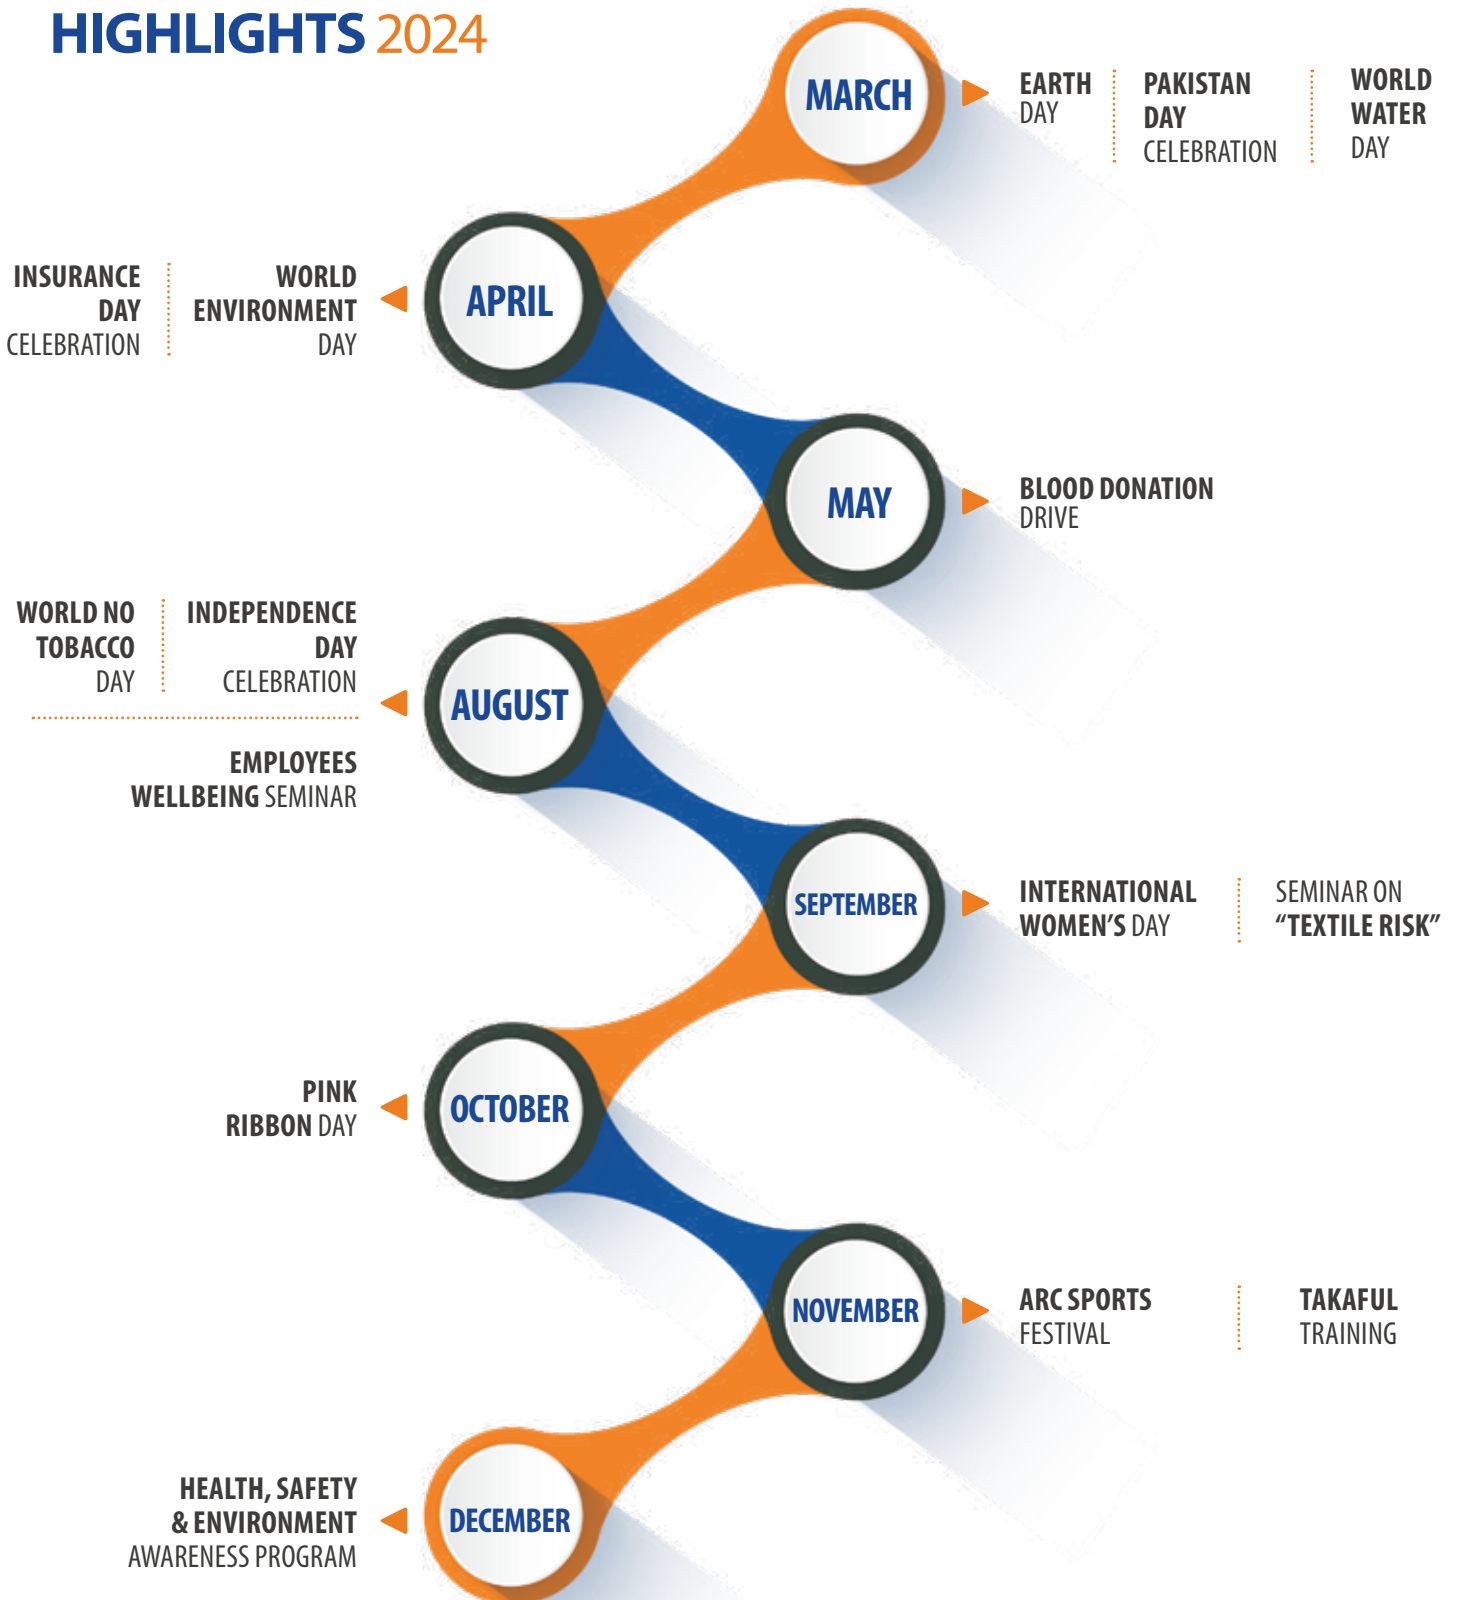 HIGHLIGHTS 2024
MARCH
EARTH
DAY
PAKISTAN
DAY
CELEBRATION
WORLD
WATER
DAY
INSURANCE
DAY
CELEBRATION
WORLD
ENVIRONMENT
DAY
APRIL
MAY
BLOOD DONATION
DRIVE
WORLD NO
TOBACCO
DAY
INDEPENDENCE
DAY
CELEBRATION
EMPLOYEES
WELLBEING SEMINAR
AUGUST
SEPTEMBER
INTERNATIONAL
WOMEN'S DAY
SEMINAR ON
“TEXTILE RISK”
PINK
RIBBON DAY
OCTOBER
NOVEMBER
ARC SPORTS
FESTIVAL
TAKAFUL
TRAINING
HEALTH, SAFETY
& ENVIRONMENT
AWARENESS PROGRAM
DECEMBER